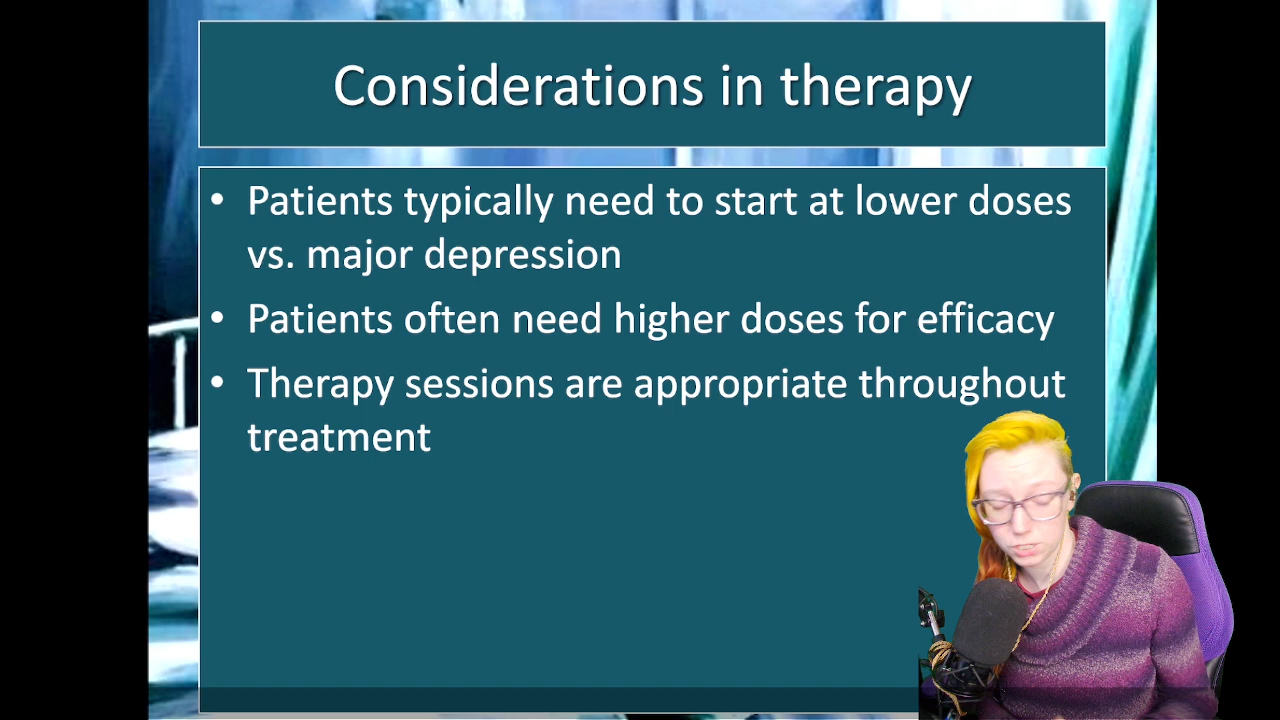 Considerations in therapy
• Patients typically need to start at lower doses
vs. major depression
• Patients often need higher doses for efficacy
• Therapy sessions are appropriate throughout
treatment